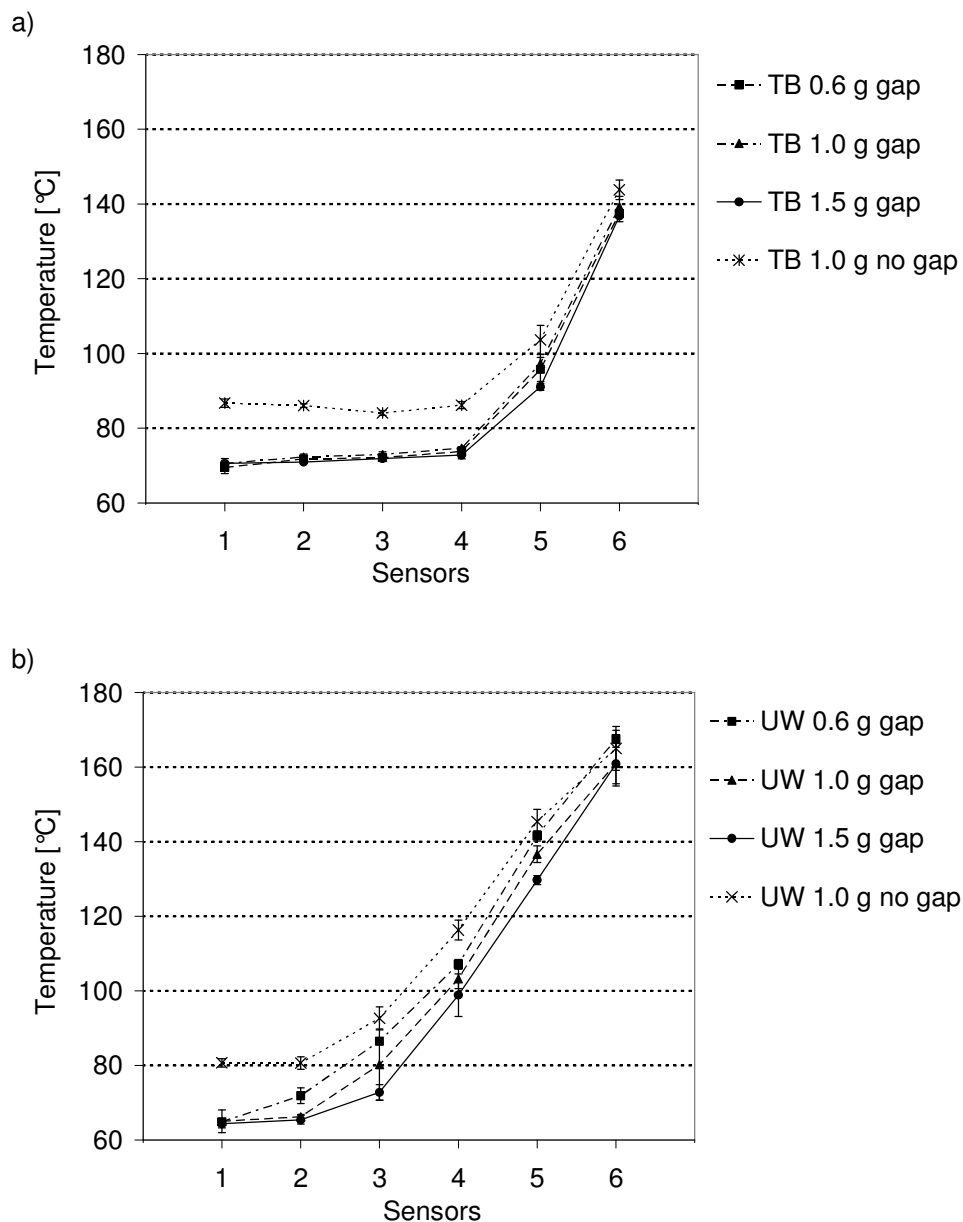 a)
180
160
140
120
100
80
60
Temperature [°C]
1 2 3 4 5 6
Sensors
TB 0.6 g gap
TB 1.0 g gap
TB 1.5 g gap
TB 1.0 g no gap
b)
180
160
140
120
100
80
60
Temperature [°C]
1 2 3 4 5 6
Sensors
UW 0.6 g gap
UW 1.0 g gap
UW 1.5 g gap
UW 1.0 g no gap